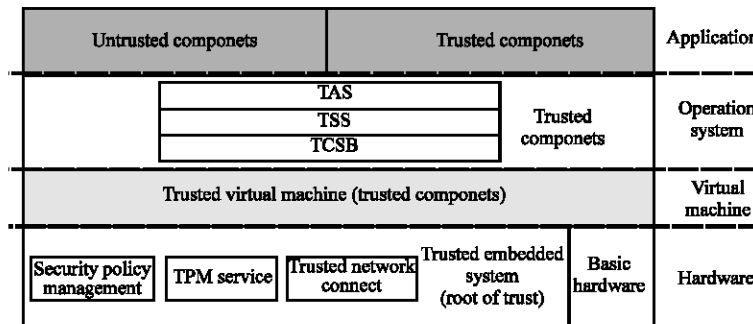 Untrusted componets
Trusted componets
Application
TAS
TSS
TCSB
Trusted
componets
Operation
system
Trusted virtual machine (trusted componets)
Virtual
machine
Security policy
management
TPM service
Trusted network
connect
Trusted embedded
system
(root of trust)
Basic
hardware
Hardware